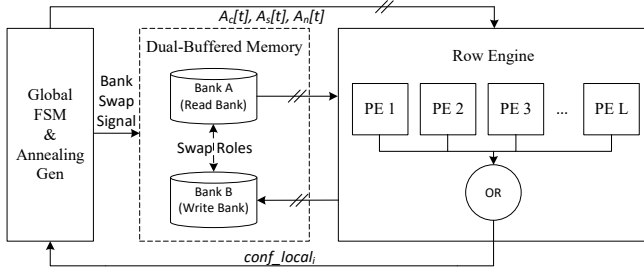 A_c[t], A_s[t], A_n[t]
Global
FSM
&
Annealing
Gen
Bank
Swap
Signal
Dual-Buffered Memory
Bank A
(Read Bank)
Swap Roles
Bank B
(Write Bank)
Row Engine
PE 1
PE 2
PE 3
...
PE L
OR
conf_local_i